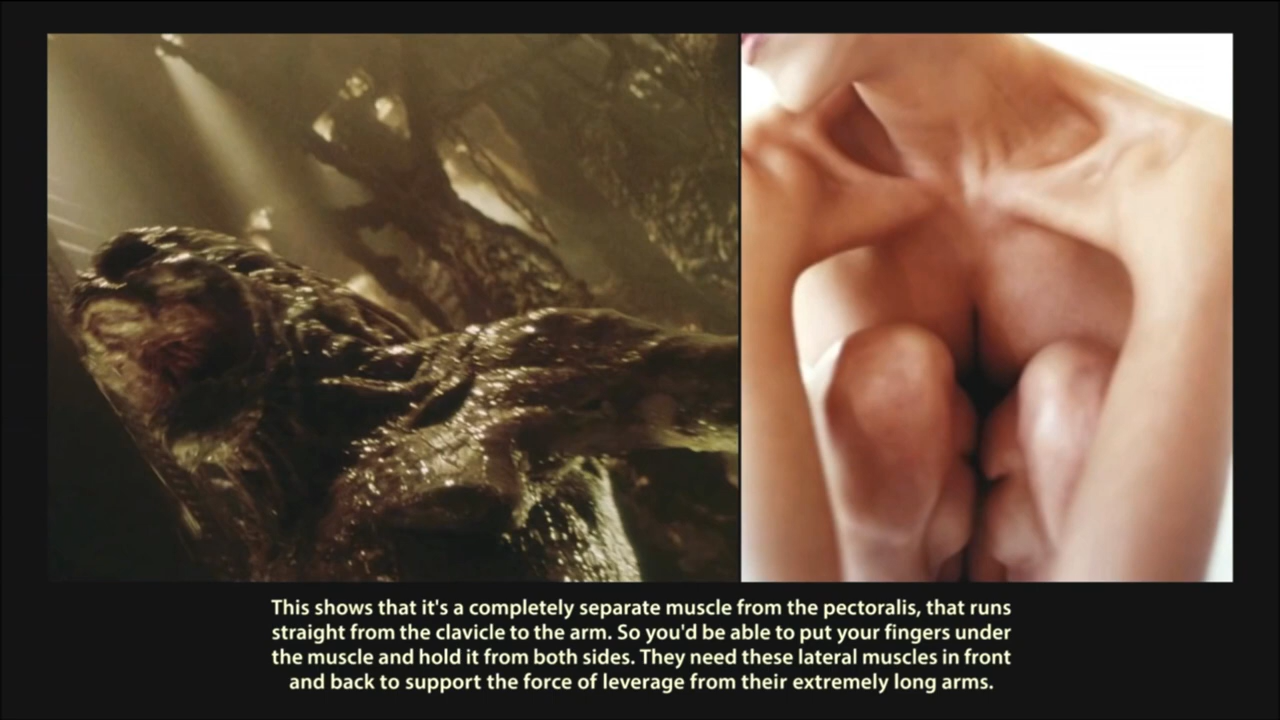 This shows that it's a completely separate muscle from the pectoralis, that runs
straight from the clavicle to the arm. So you'd be able to put your fingers under
the muscle and hold it from both sides. They need these lateral muscles in front
and back to support the force of leverage from their extremely long arms.